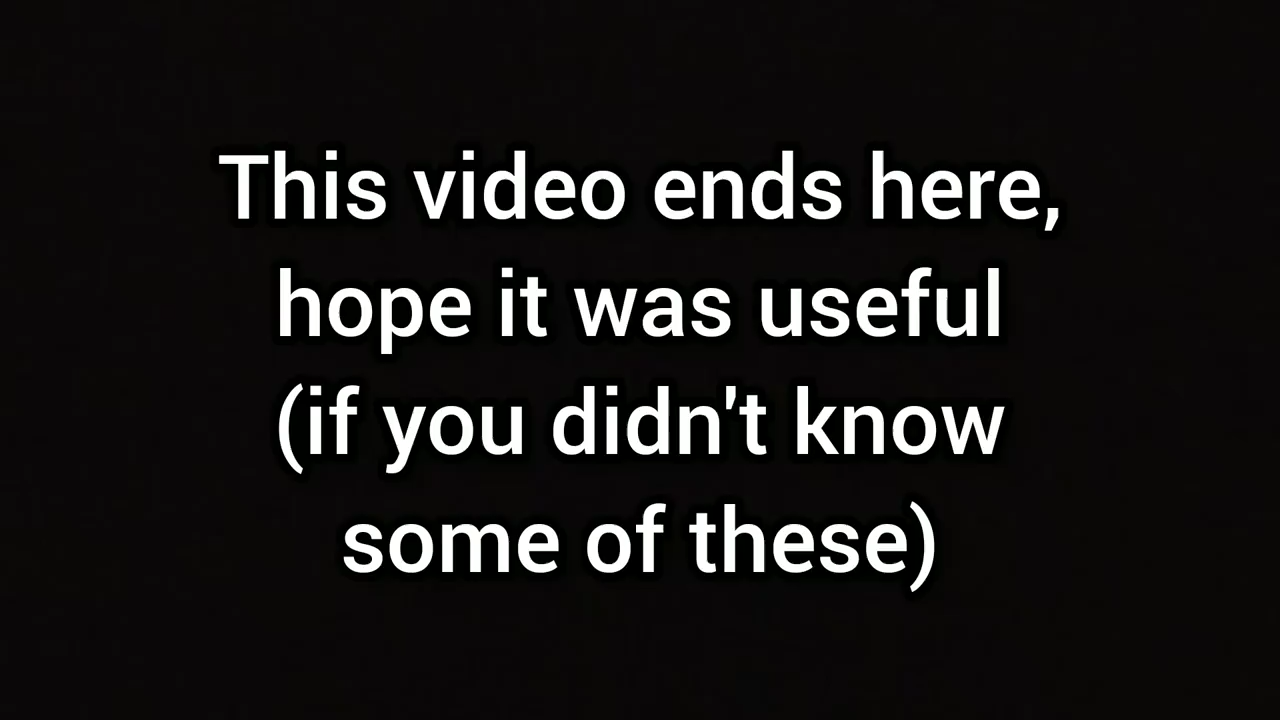 This video ends here,
hope it was useful
(if you didn't know
some of these)